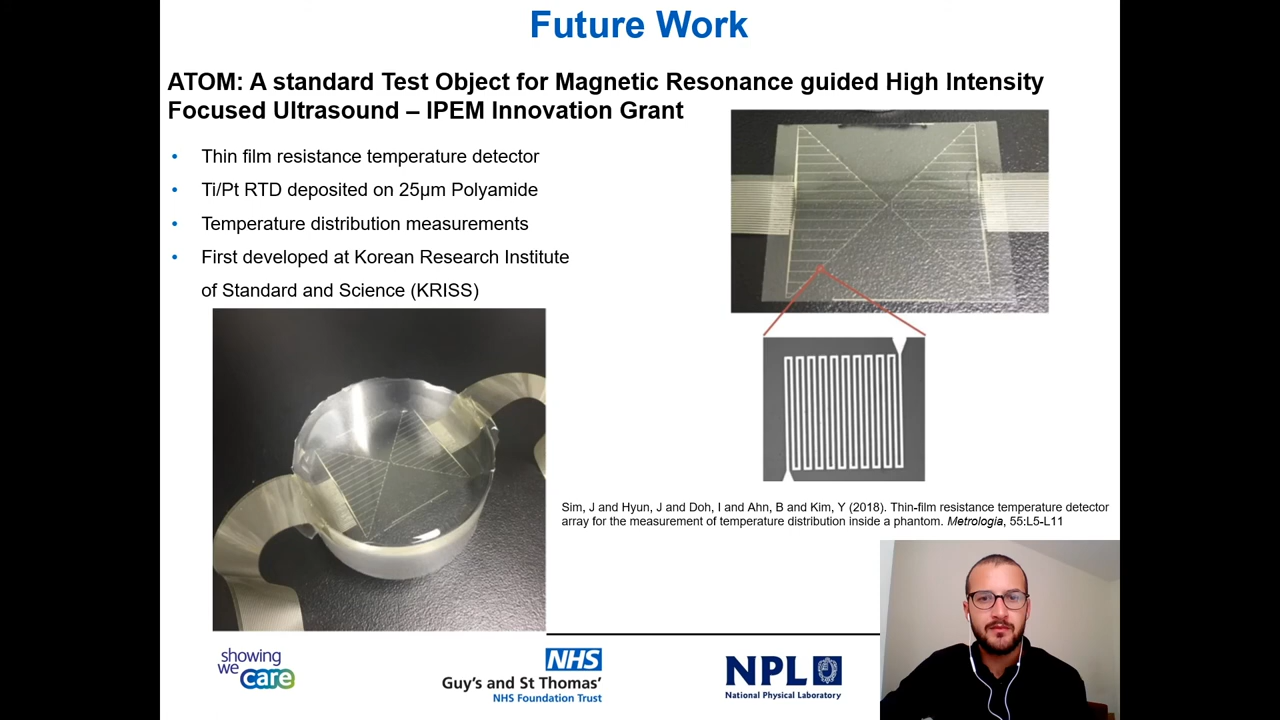 Future Work
ATOM: A standard Test Object for Magnetic Resonance guided High Intensity
Focused Ultrasound – IPEM Innovation Grant
• Thin film resistance temperature detector
• Ti/Pt RTD deposited on 25µm Polyamide
• Temperature distribution measurements
• First developed at Korean Research Institute
of Standard and Science (KRISS)
Sim, J and Hyun, J and Doh, I and Ahn, B and Kim, Y (2018). Thin-film resistance temperature detector
array for the measurement of temperature distribution inside a phantom. Metrologia, 55:L5-L11
showing
we
care
NHS
Guy's and St Thomas'
NHS Foundation Trust
NPL
National Physical Laboratory